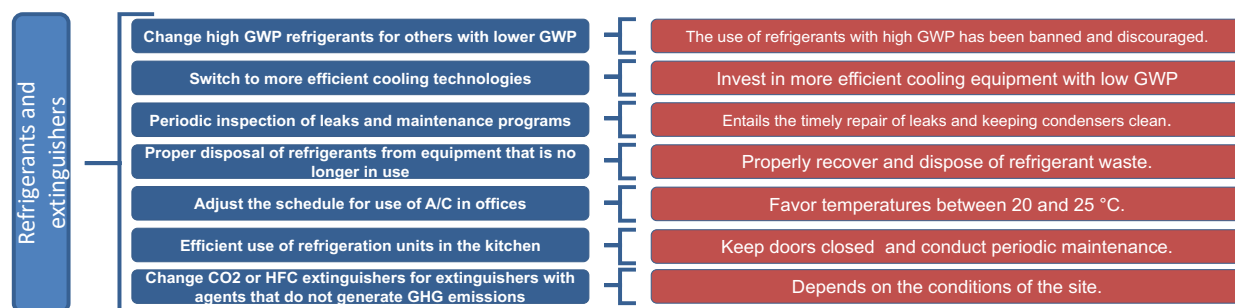 Refrigerants and
extinguishers
Change high GWP refrigerants for others with lower GWP
The use of refrigerants with high GWP has been banned and discouraged.
Switch to more efficient cooling technologies
Invest in more efficient cooling equipment with low GWP
Periodic inspection of leaks and maintenance programs
Entails the timely repair of leaks and keeping condensers clean.
Proper disposal of refrigerants from equipment that is no
longer in use
Properly recover and dispose of refrigerant waste.
Adjust the schedule for use of A/C in offices
Favor temperatures between 20 and 25 °C.
Efficient use of refrigeration units in the kitchen
Keep doors closed  and conduct periodic maintenance.
Change CO2 or HFC extinguishers for extinguishers with
agents that do not generate GHG emissions
Depends on the conditions of the site.